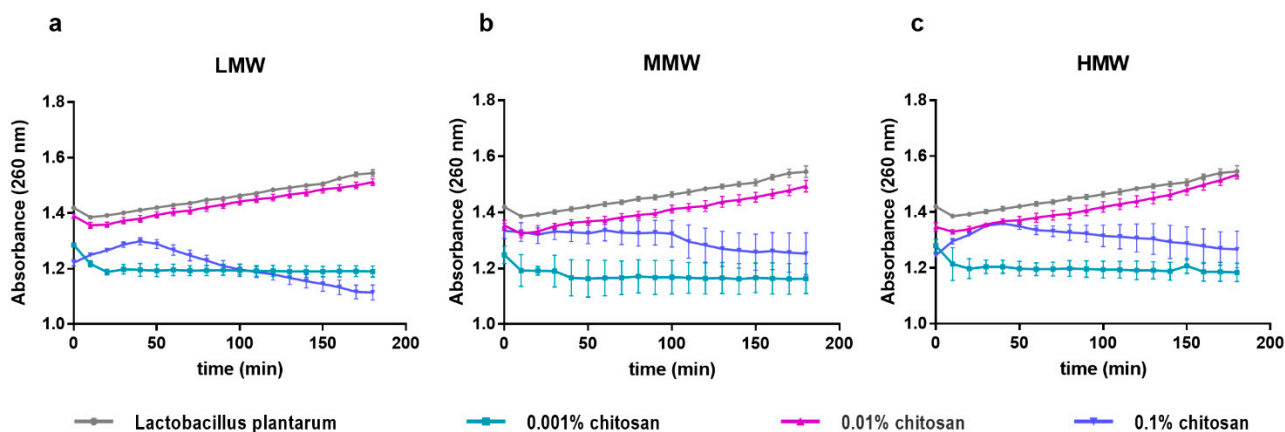 a
LMW
Absorbance (260 nm)
1.8
1.6
1.4
1.2
1.0
0
50
100
150
200
time (min)
b
MMW
Absorbance (260 nm)
1.8
1.6
1.4
1.2
1.0
0
50
100
150
200
time (min)
c
HMW
Absorbance (260 nm)
1.8
1.6
1.4
1.2
1.0
0
50
100
150
200
time (min)
Lactobacillus plantarum
0.001% chitosan
0.01% chitosan
0.1% chitosan